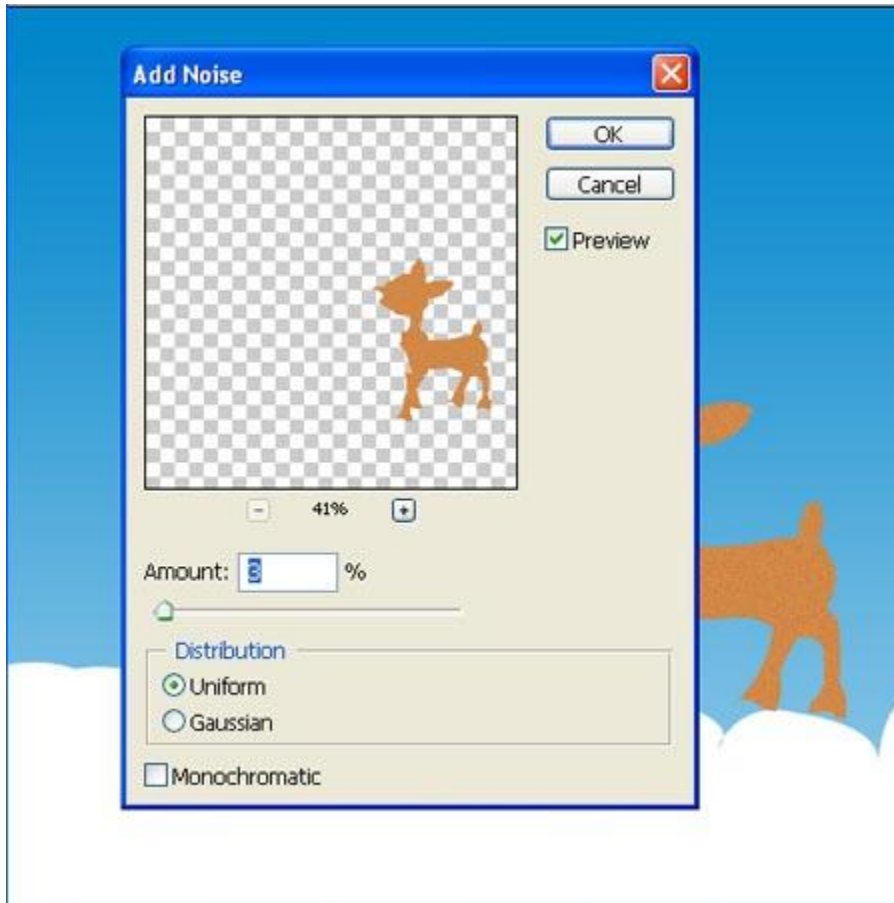 Add Noise
OK
Cancel
Preview
41%
Amount: 3 %
Distribution
Uniform
Gaussian
Monochromatic